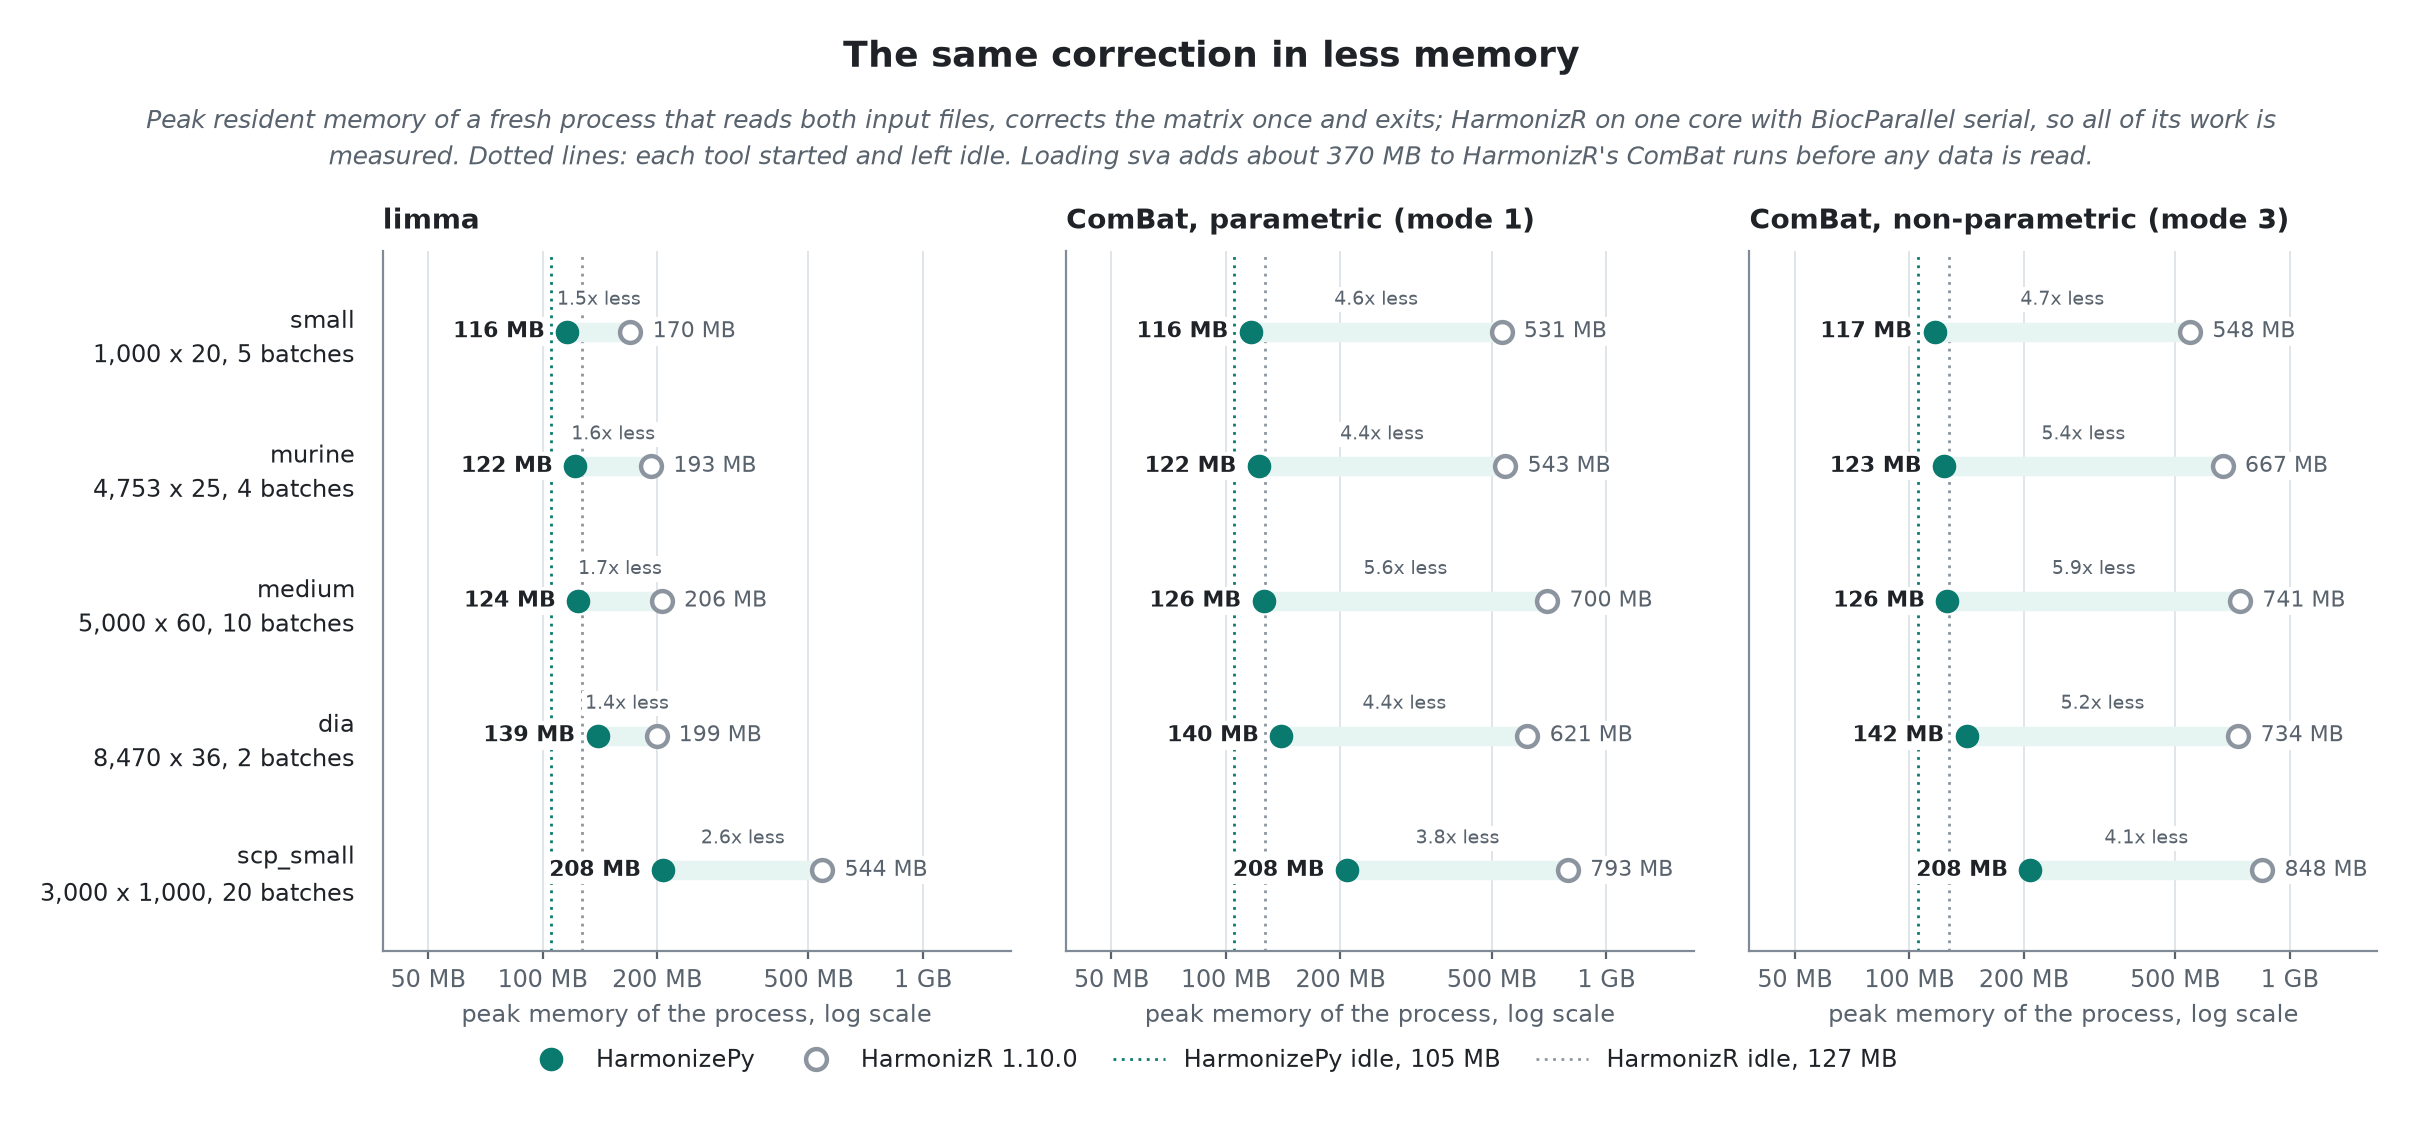 The same correction in less memory
Peak resident memory of a fresh process that reads both input files, corrects the matrix once and exits; HarmonizR on one core with BiocParallel serial, so all of its work is
measured. Dotted lines: each tool started and left idle. Loading sva adds about 370 MB to HarmonizR's ComBat runs before any data is read.
limma
ComBat, parametric (mode 1)
ComBat, non-parametric (mode 3)
small
1,000 x 20, 5 batches
1.5x less
116 MB
170 MB
4.6x less
116 MB
531 MB
4.7x less
117 MB
548 MB
murine
4,753 x 25, 4 batches
1.6x less
122 MB
193 MB
4.4x less
122 MB
543 MB
5.4x less
123 MB
667 MB
medium
5,000 x 60, 10 batches
1.7x less
124 MB
206 MB
5.6x less
126 MB
700 MB
5.9x less
126 MB
741 MB
dia
8,470 x 36, 2 batches
1.4x less
139 MB
199 MB
4.4x less
140 MB
621 MB
5.2x less
142 MB
734 MB
scp_small
3,000 x 1,000, 20 batches
2.6x less
208 MB
544 MB
3.8x less
208 MB
793 MB
4.1x less
208 MB
848 MB
50 MB 100 MB 200 MB 500 MB 1 GB
50 MB 100 MB 200 MB 500 MB 1 GB
50 MB 100 MB 200 MB 500 MB 1 GB
peak memory of the process, log scale
peak memory of the process, log scale
peak memory of the process, log scale
HarmonizePy HarmonizR 1.10.0 HarmonizePy idle, 105 MB HarmonizR idle, 127 MB